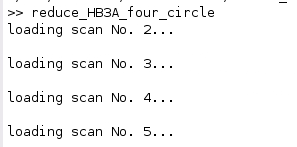 >> reduce_HB3A_four_circle
loading scan No. 2...
loading scan No. 3...
loading scan No. 4...
loading scan No. 5...